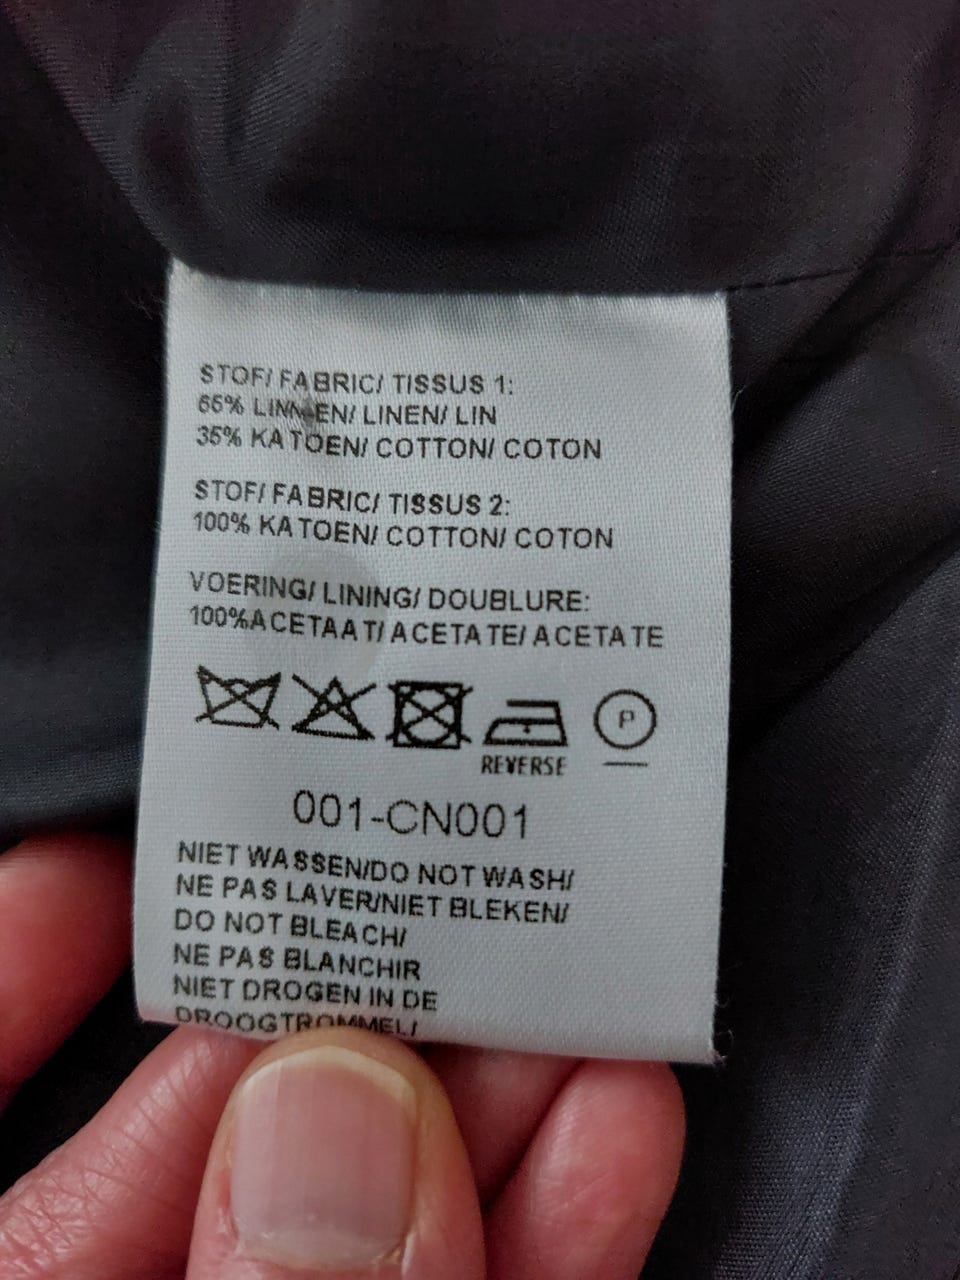 STOF/ FABRIC/ TISSUS 1:
65% LINNEN/ LINEN/ LIN
35% KATOEN/ COTTON/ COTON
STOF/ FABRIC/ TISSUS 2:
100% KATOEN/ COTTON/ COTON
VOERING/ LINING/ DOUBLURE:
100%ACETAAT/ ACETATE/ ACETATE
P
REVERSE
001-CN001
NIET WASSEN/DO NOT WASH/
NE PAS LAVER/NIET BLEKEN/
DO NOT BLEACH/
NE PAS BLANCHIR
NIET DROGEN IN DE
DROOGTROMMEL/